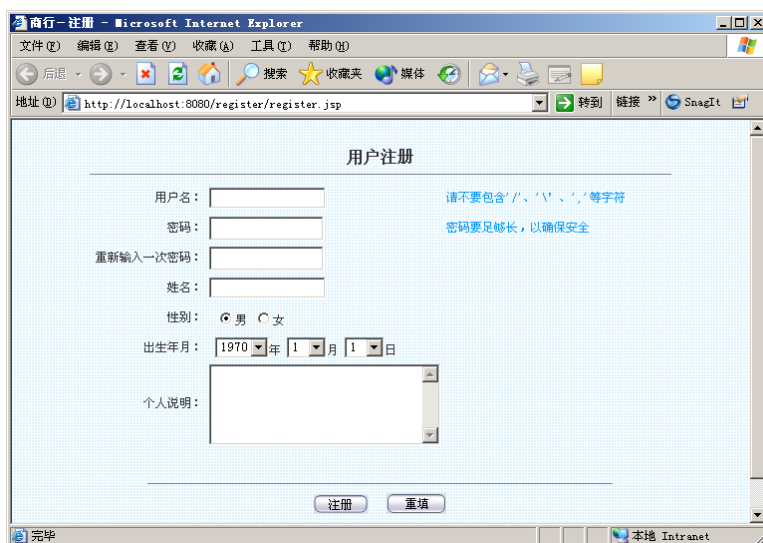 商行-注册 - Microsoft Internet Explorer
文件(F) 编辑(E) 查看(V) 收藏(A) 工具(T) 帮助(H)
后退 搜索 收藏夹 媒体
地址(D) http://localhost:8080/register/register.jsp 转到 链接 » SnagIt
用户注册
用户名： 请不要包含'/'、'\'、','等字符
密码： 密码要足够长，以确保安全
重新输入一次密码：
姓名：
性别： 男 女
出生年月： 1970 年 1 月 1 日
个人说明：
注册 重填
完毕 本地 Intranet